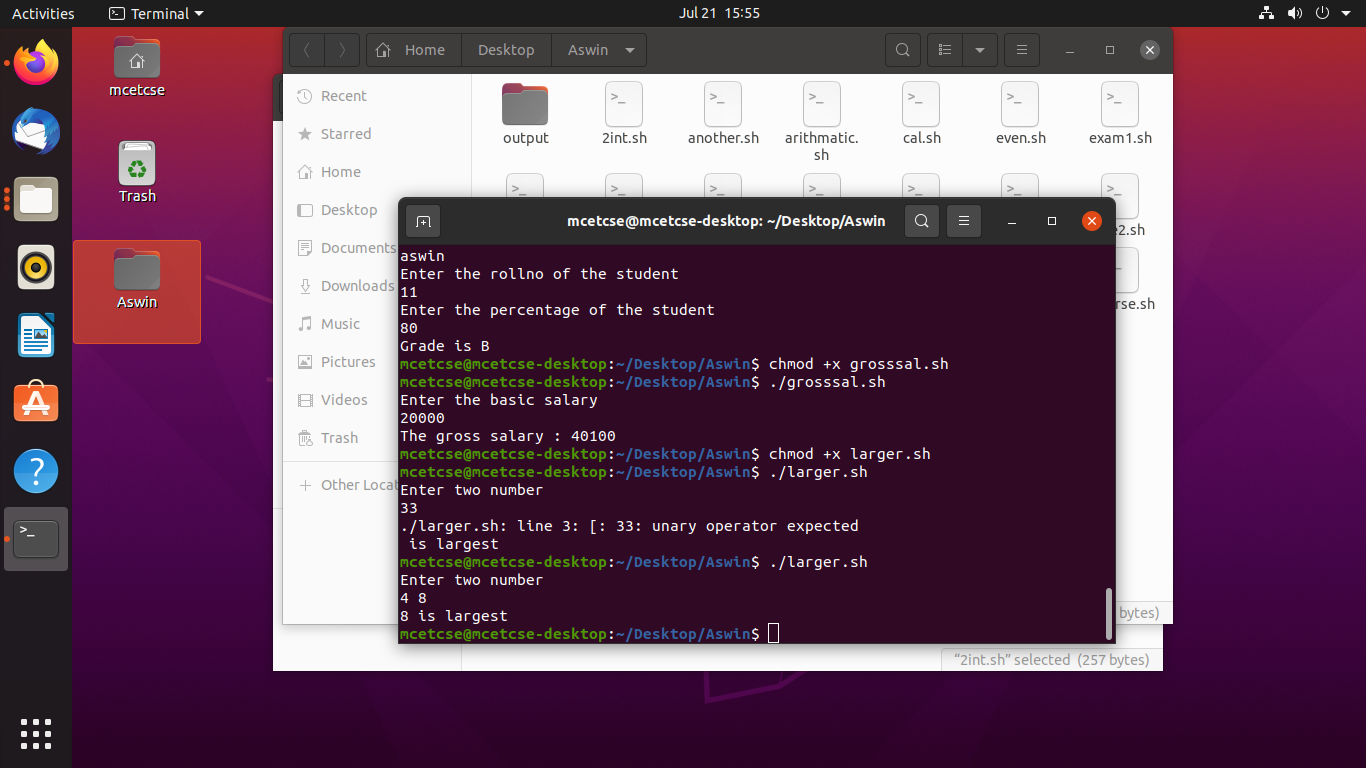 Activities
Terminal
Jul 21 15:55
mcetcse
Trash
Aswin
Home
Desktop
Aswin
Recent
Starred
Home
Desktop
Documents
Downloads
Music
Pictures
Videos
Trash
+ Other Locat
output
2int.sh
another.sh
arithmatic.
sh
cal.sh
even.sh
exam1.sh
e2.sh
rse.sh
mcetcse@mcetcse-desktop: ~/Desktop/Aswin
aswin
Enter the rollno of the student
11
Enter the percentage of the student
80
Grade is B
mcetcse@mcetcse-desktop:~/Desktop/Aswin$ chmod +x grosssal.sh
mcetcse@mcetcse-desktop:~/Desktop/Aswin$ ./grosssal.sh
Enter the basic salary
20000
The gross salary : 40100
mcetcse@mcetcse-desktop:~/Desktop/Aswin$ chmod +x larger.sh
mcetcse@mcetcse-desktop:~/Desktop/Aswin$ ./larger.sh
Enter two number
33
./larger.sh: line 3: [: 33: unary operator expected
is largest
mcetcse@mcetcse-desktop:~/Desktop/Aswin$ ./larger.sh
Enter two number
4 8
8 is largest
mcetcse@mcetcse-desktop:~/Desktop/Aswin$
bytes)
“2int.sh” selected (257 bytes)